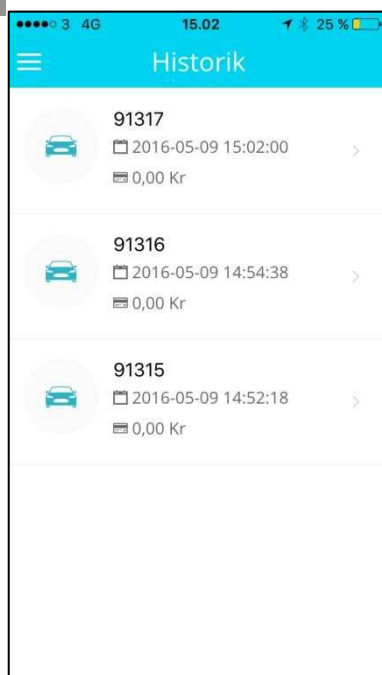 3 4G 15.02 25 %
Historik
91317
2016-05-09 15:02:00
0,00 Kr
91316
2016-05-09 14:54:38
0,00 Kr
91315
2016-05-09 14:52:18
0,00 Kr